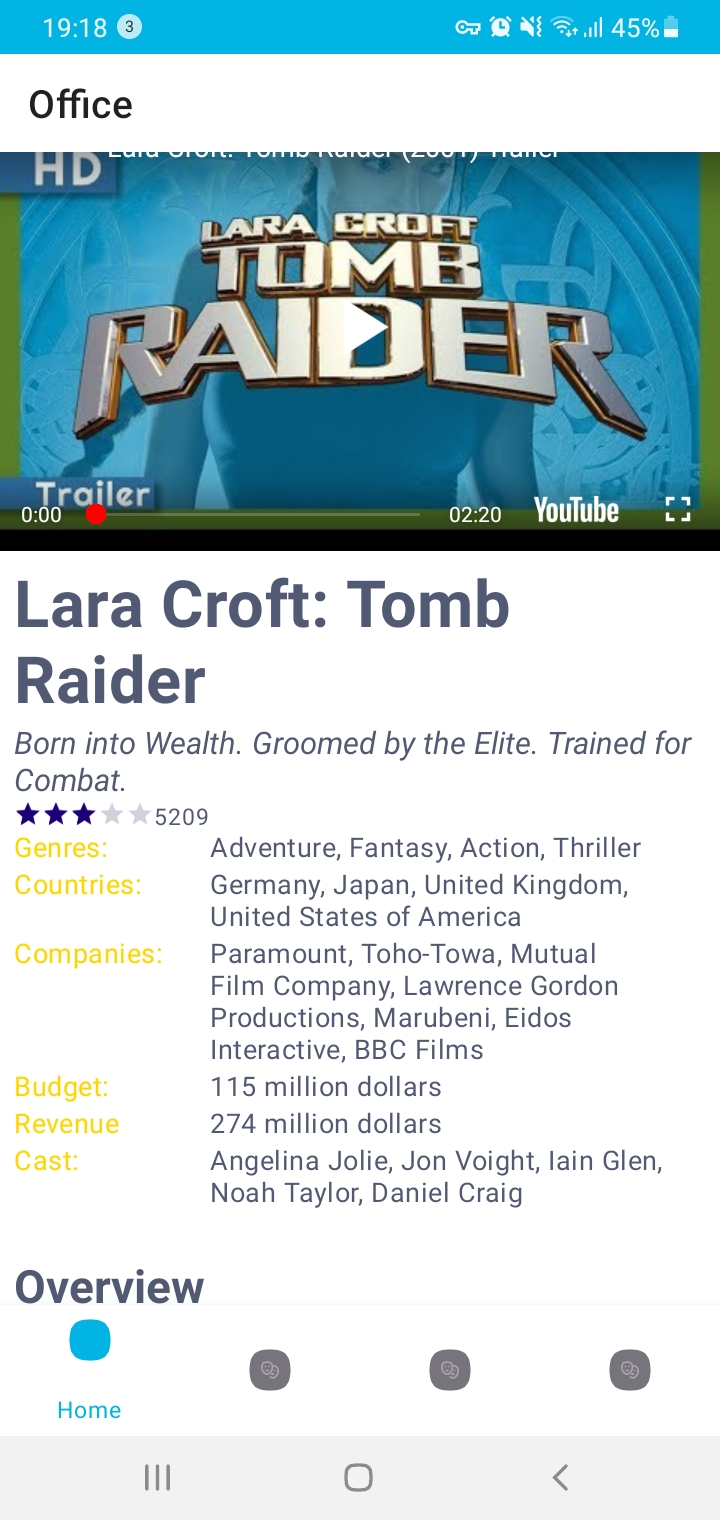 19:18 3 45%
Office
HD Lara Croft: Tomb Raider (2001) Trailer
LARA CROFT
TOMB
RAIDER
Trailer
0:00 02:20 YouTube
Lara Croft: Tomb
Raider
Born into Wealth. Groomed by the Elite. Trained for
Combat.
5209
Genres: Adventure, Fantasy, Action, Thriller
Countries: Germany, Japan, United Kingdom,
United States of America
Companies: Paramount, Toho-Towa, Mutual
Film Company, Lawrence Gordon
Productions, Marubeni, Eidos
Interactive, BBC Films
Budget: 115 million dollars
Revenue 274 million dollars
Cast: Angelina Jolie, Jon Voight, Iain Glen,
Noah Taylor, Daniel Craig
Overview
Home